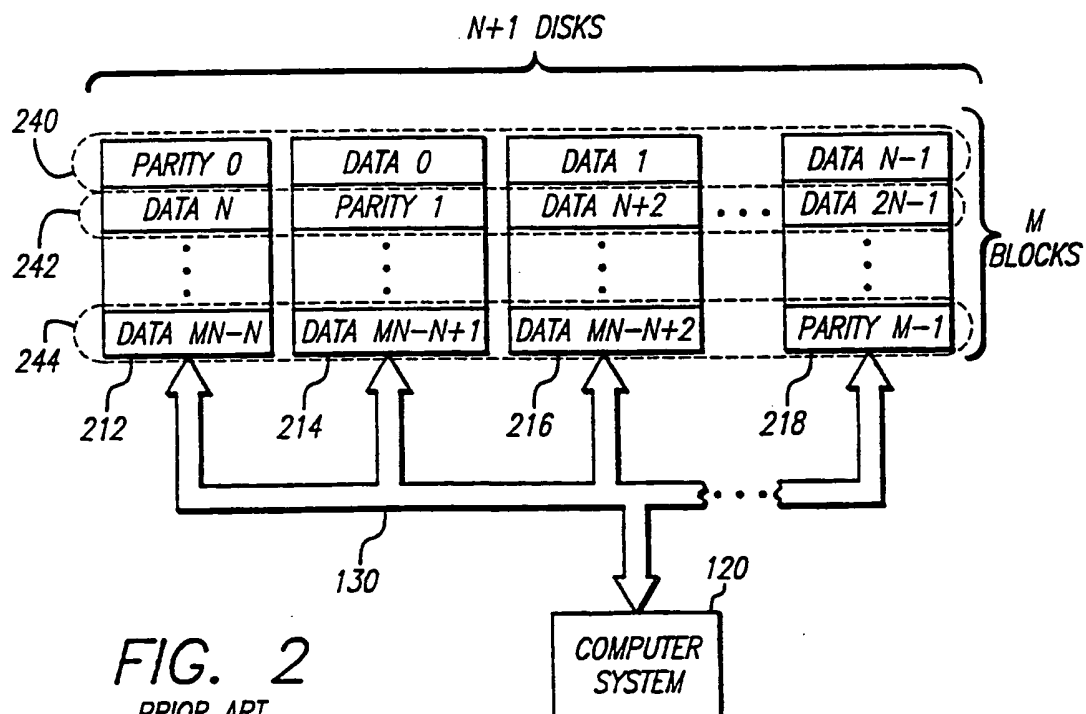 N+1 DISKS
240
PARITY 0 DATA 0 DATA 1 DATA N-1
242
DATA N PARITY 1 DATA N+2 DATA 2N-1
M
BLOCKS
244
DATA MN-N DATA MN-N+1 DATA MN-N+2 PARITY M-1
212 214 216 218
130
120
COMPUTER
SYSTEM
FIG. 2
PRIOR ART